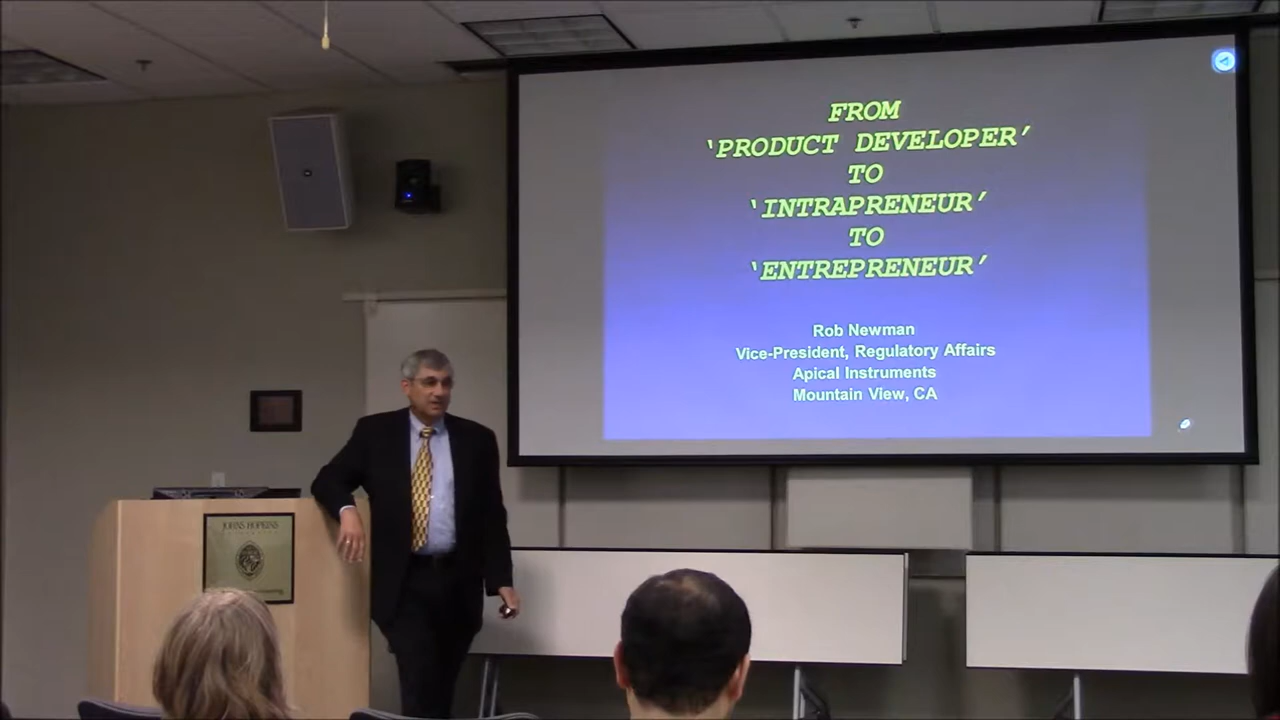 FROM
‘PRODUCT DEVELOPER’
TO
‘INTRAPRENEUR’
TO
‘ENTREPRENEUR’
Rob Newman
Vice-President, Regulatory Affairs
Apical Instruments
Mountain View, CA
JOHNS HOPKINS